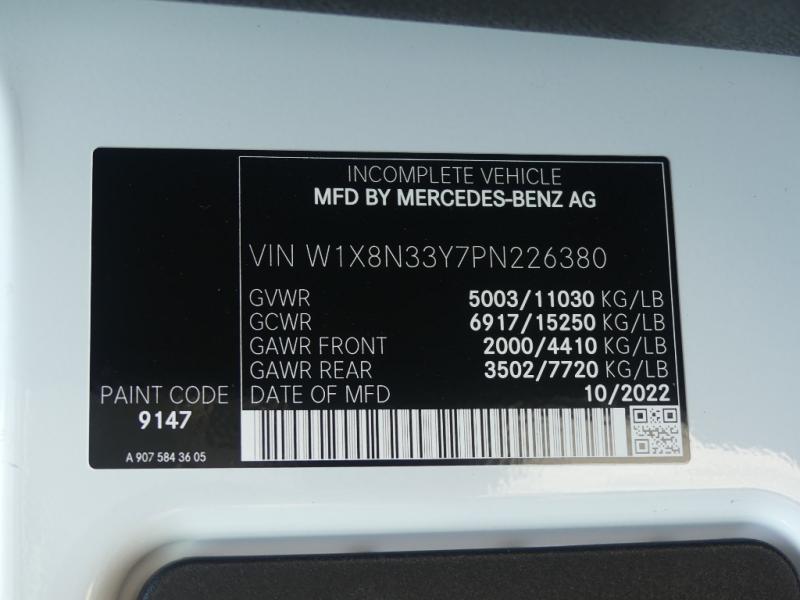 INCOMPLETE VEHICLE
MFD BY MERCEDES-BENZ AG
VIN W1X8N33Y7PN226380
GVWR 5003/11030 KG/LB
GCWR 6917/15250 KG/LB
GAWR FRONT 2000/4410 KG/LB
GAWR REAR 3502/7720 KG/LB
DATE OF MFD 10/2022
PAINT CODE
9147
A 907 584 36 05